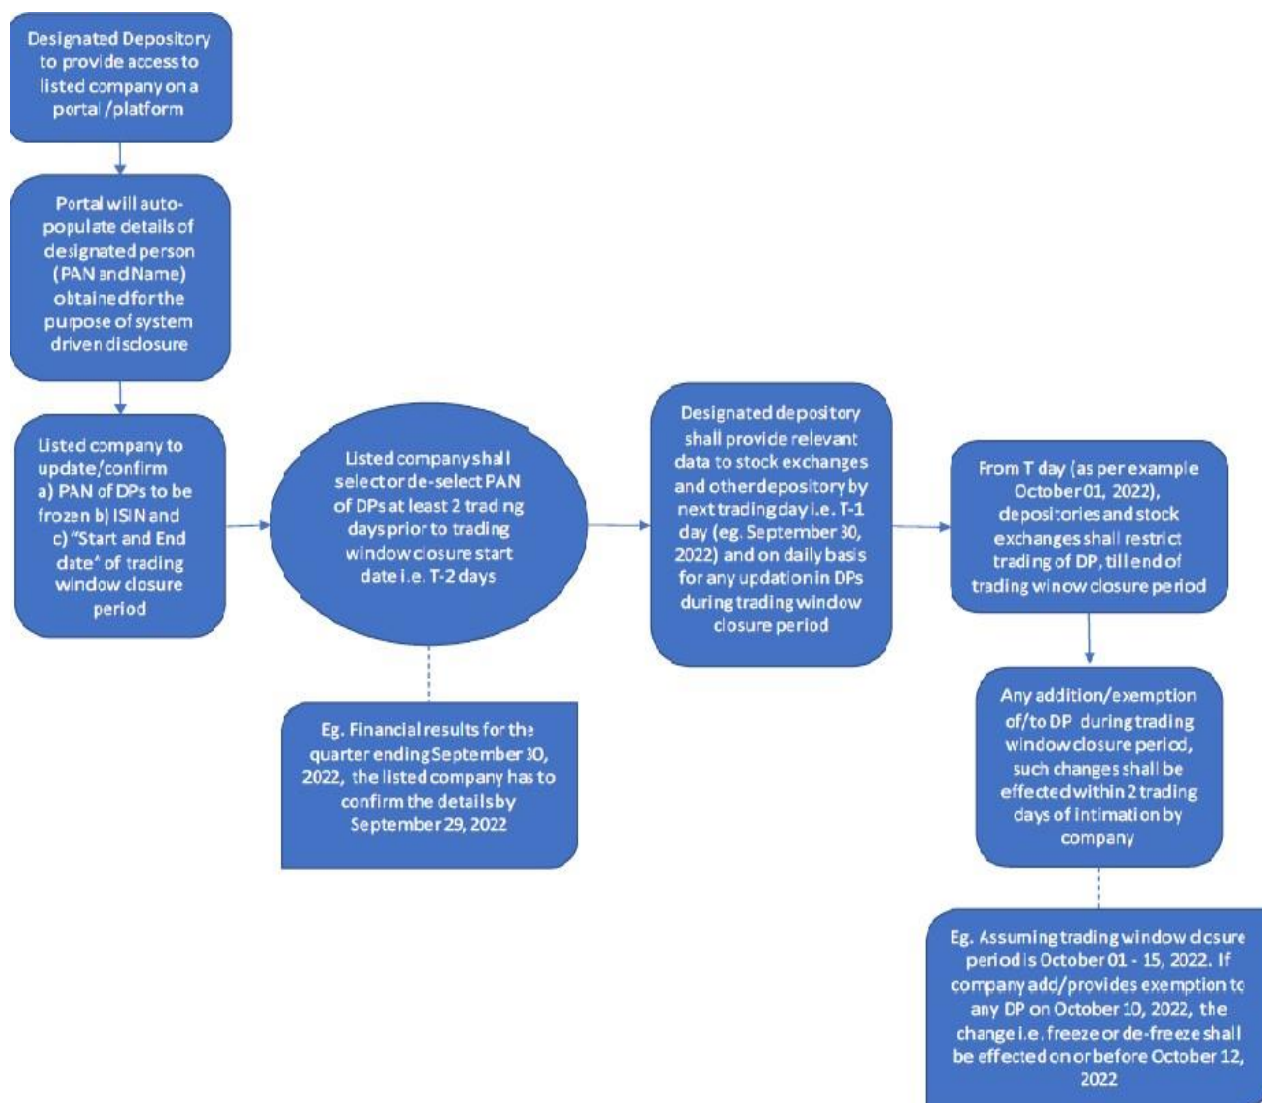 Designated Depository
to provide access to
listed company on a
portal/platform
Portal will auto-
populate details of
designated person
(PAN and Name)
obtained for the
purpose of system
driven disclosure
Listed company to
update/confirm
a) PAN of DPs to be
frozen b) ISIN and
c) "Start and End
date" of trading
window closure
period
Listed company shall
select or de-select PAN
of DPs at least 2 trading
days prior to trading
window closure start
date i.e. T-2 days
Eg. Financial results for the
quarter ending September 30,
2022, the listed company has to
confirm the details by
September 29, 2022
Designated depository
shall provide relevant
data to stock exchanges
and other depository by
next trading day i.e. T-1
day (eg. September 30,
2022) and on daily basis
for any updation in DPs
during trading window
closure period
From T day (as per example
October 01, 2022),
depositories and stock
exchanges shall restrict
trading of DP, till end of
trading winow closure period
Any addition/exemption
of/to DP during trading
window closure period,
such changes shall be
effected within 2 trading
days of intimation by
company
Eg. Assuming trading window closure
period is October 01 - 15, 2022. If
company add/provides exemption to
any DP on October 10, 2022, the
change i.e. freeze or de-freeze shall
be effected on or before October 12,
2022